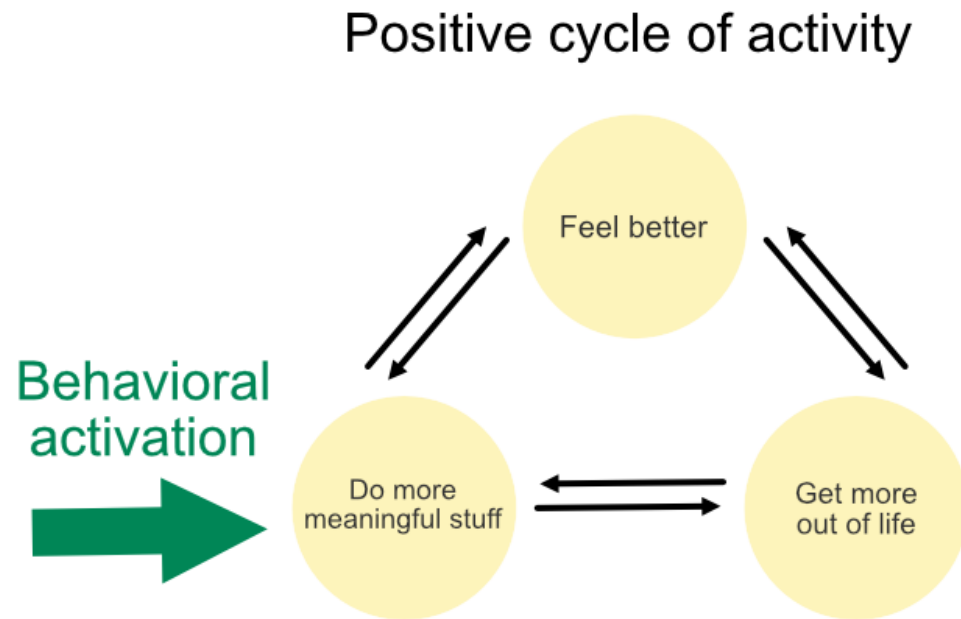 Positive cycle of activity
Feel better
Behavioral
activation
Do more
meaningful stuff
Get more
out of life